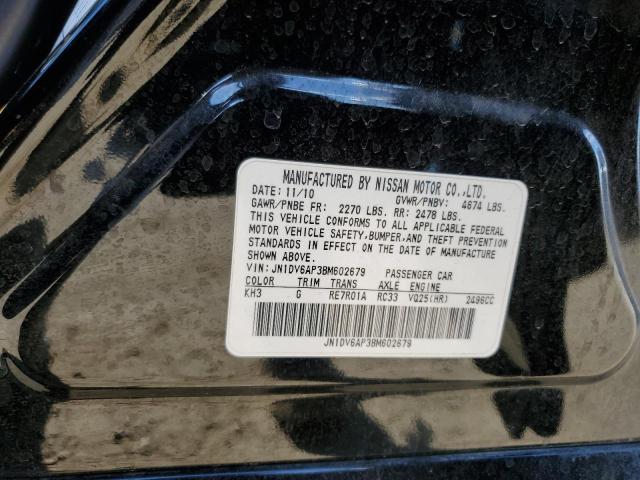 MANUFACTURED BY NISSAN MOTOR CO.,LTD.
DATE: 11/10 GVWR/PNBV: 4674 LBS.
GAWR/PNBE FR: 2270 LBS. RR: 2478 LBS.
THIS VEHICLE CONFORMS TO ALL APPLICABLE FEDERAL
MOTOR VEHICLE SAFETY,BUMPER,AND THEFT PREVENTION
STANDARDS IN EFFECT ON THE DATE OF MANUFACTURE
SHOWN ABOVE.
VIN: JN1DV6AP3BM602679 PASSENGER CAR
COLOR TRIM TRANS AXLE ENGINE
KH3 G RE7R01A RC33 VQ25(HR) 2496CC
JN1DV6AP3BM602679